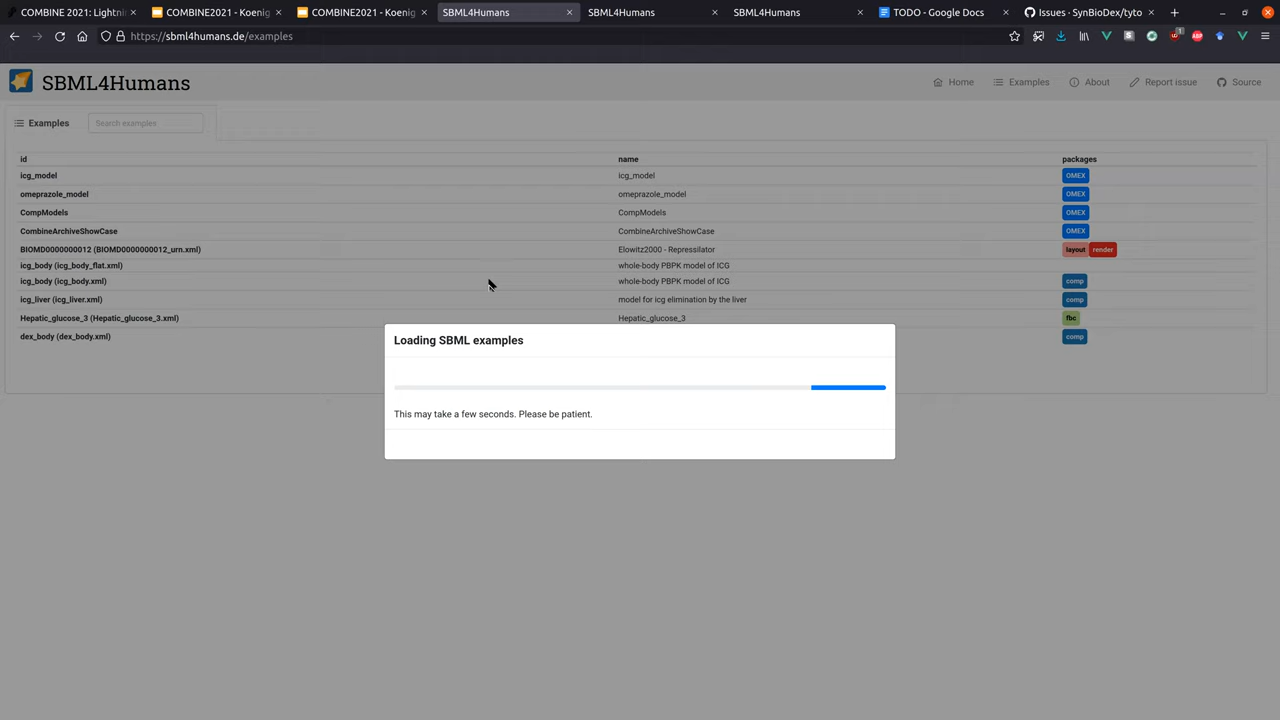 COMBINE 2021: Lightni
COMBINE2021 - Koenig
COMBINE2021 - Koenig
SBML4Humans
SBML4Humans
SBML4Humans
TODO - Google Docs
Issues · SynBioDex/tyto
https://sbml4humans.de/examples
SBML4Humans
Home
Examples
About
Report issue
Source
Examples
Search examples
id name packages
icg_model icg_model OMEX
omeprazole_model omeprazole_model OMEX
CompModels CompModels OMEX
CombineArchiveShowCase CombineArchiveShowCase OMEX
BIOMD0000000012 (BIOMD0000000012_urn.xml) Elowitz2000 - Repressilator layout render
icg_body (icg_body_flat.xml) whole-body PBPK model of ICG
icg_body (icg_body.xml) whole-body PBPK model of ICG comp
icg_liver (icg_liver.xml) model for icg elimination by the liver comp
Hepatic_glucose_3 (Hepatic_glucose_3.xml) Hepatic_glucose_3 fbc
dex_body (dex_body.xml) comp
Loading SBML examples
This may take a few seconds. Please be patient.